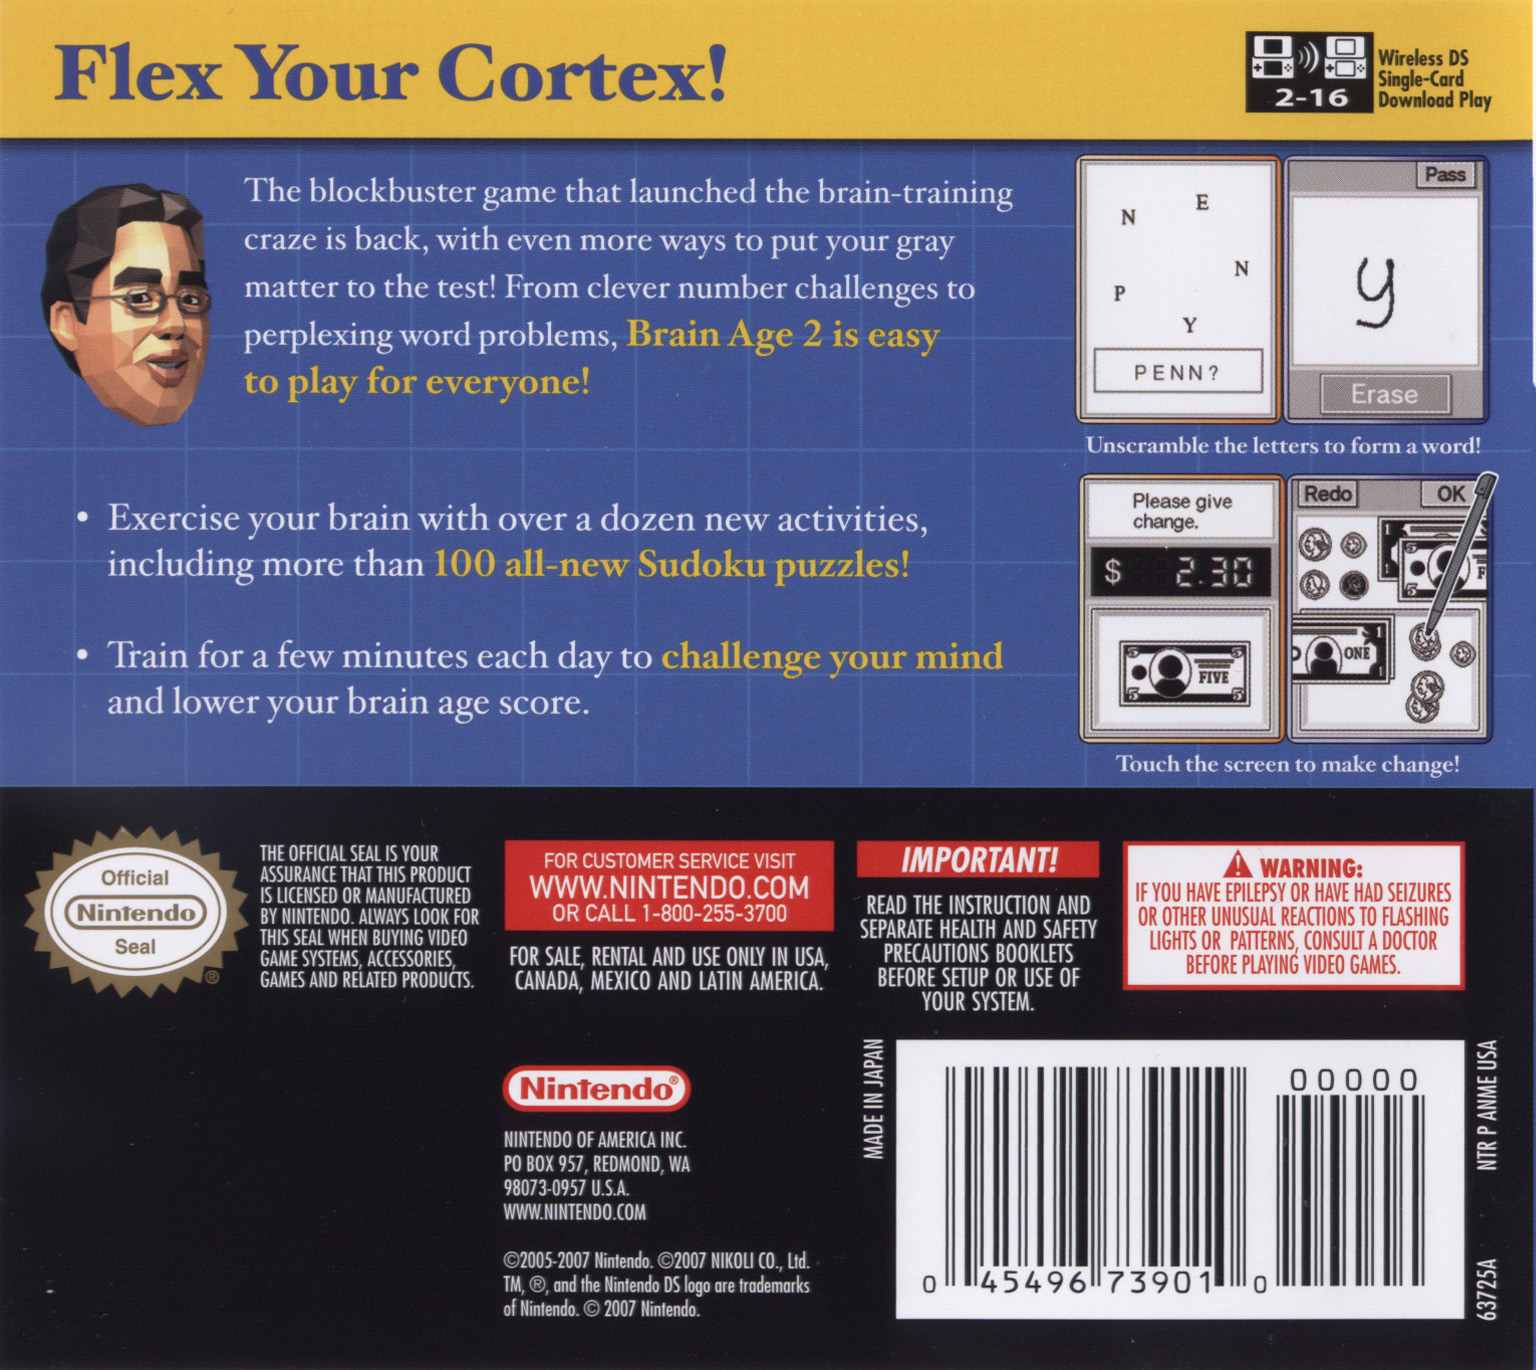 Flex Your Cortex!
2-16
Wireless DS
Single-Card
Download Play
The blockbuster game that launched the brain-training
craze is back, with even more ways to put your gray
matter to the test! From clever number challenges to
perplexing word problems, Brain Age 2 is easy
to play for everyone!
• Exercise your brain with over a dozen new activities,
including more than 100 all-new Sudoku puzzles!
• Train for a few minutes each day to challenge your mind
and lower your brain age score.
N
E
N
P
Y
PENN?
Pass
y
Erase
Unscramble the letters to form a word!
Please give
change.
$ 2.30
5 FIVE 5
Redo
OK
ONE
Touch the screen to make change!
Official
Nintendo
Seal
®
THE OFFICIAL SEAL IS YOUR
ASSURANCE THAT THIS PRODUCT
IS LICENSED OR MANUFACTURED
BY NINTENDO. ALWAYS LOOK FOR
THIS SEAL WHEN BUYING VIDEO
GAME SYSTEMS, ACCESSORIES,
GAMES AND RELATED PRODUCTS.
FOR CUSTOMER SERVICE VISIT
WWW.NINTENDO.COM
OR CALL 1-800-255-3700
FOR SALE, RENTAL AND USE ONLY IN USA,
CANADA, MEXICO AND LATIN AMERICA.
IMPORTANT!
READ THE INSTRUCTION AND
SEPARATE HEALTH AND SAFETY
PRECAUTIONS BOOKLETS
BEFORE SETUP OR USE OF
YOUR SYSTEM.
WARNING:
IF YOU HAVE EPILEPSY OR HAVE HAD SEIZURES
OR OTHER UNUSUAL REACTIONS TO FLASHING
LIGHTS OR PATTERNS, CONSULT A DOCTOR
BEFORE PLAYING VIDEO GAMES.
Nintendo®
NINTENDO OF AMERICA INC.
PO BOX 957, REDMOND, WA
98073-0957 U.S.A.
WWW.NINTENDO.COM
©2005-2007 Nintendo. ©2007 NIKOLI CO., Ltd.
TM, ®, and the Nintendo DS logo are trademarks
of Nintendo. © 2007 Nintendo.
MADE IN JAPAN
00000
0 45496 73901 0
NTR P ANME USA
63725A